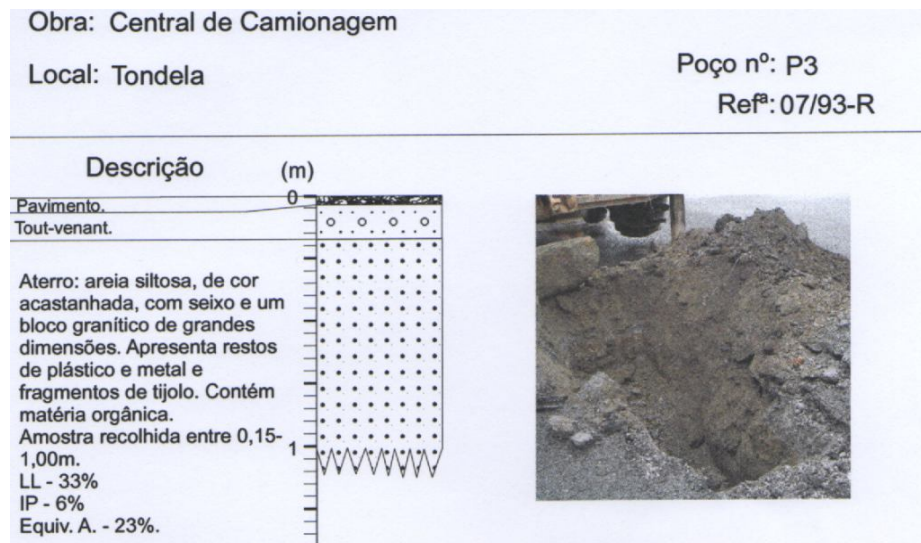 Obra: Central de Camionagem
Local: Tondela
Poço nº: P3
Refª: 07/93-R
Descrição
(m)
0
Pavimento.
Tout-venant.
Aterro: areia siltosa, de cor
acastanhada, com seixo e um
bloco granítico de grandes
dimensões. Apresenta restos
de plástico e metal e
fragmentos de tijolo. Contém
matéria orgânica.
Amostra recolhida entre 0,15-
1,00m.
LL - 33%
IP - 6%
Equiv. A. - 23%.
1